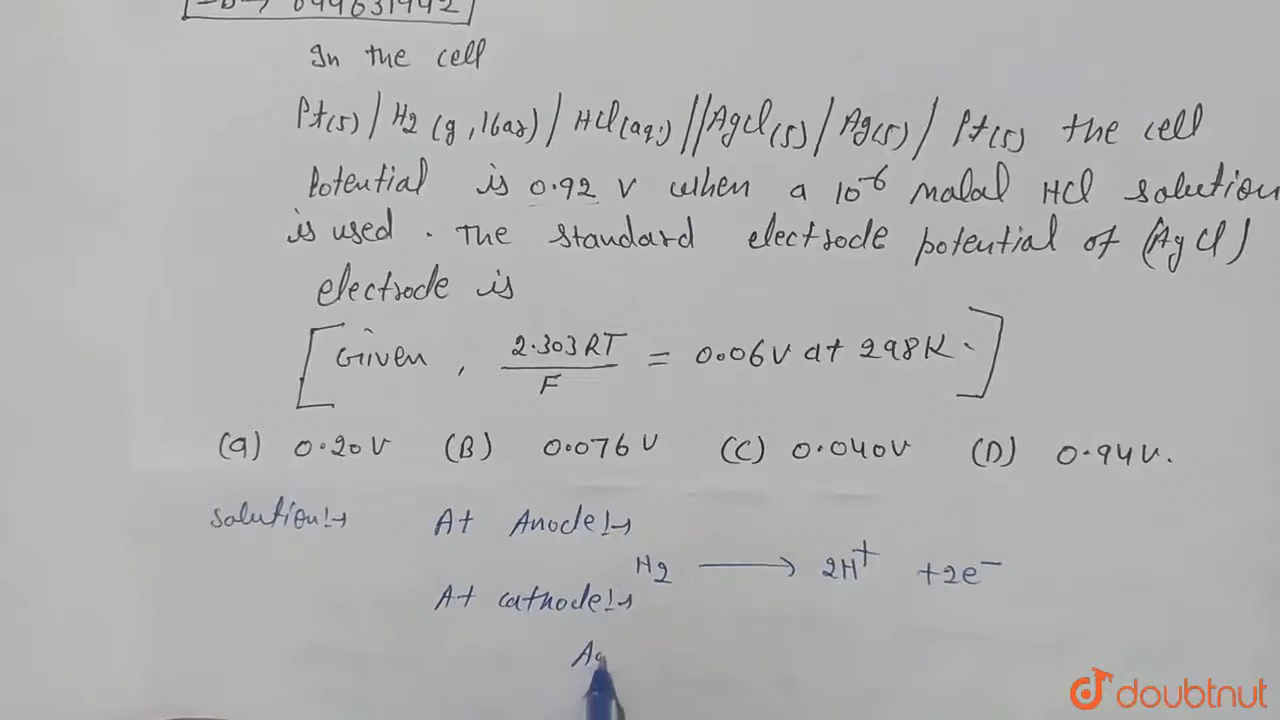 ID → 644631442
In the cell
Pt(s) / H2 (g, 1bar) / HCl(aq.) // AgCl(s) / Ag(s) / Pt(s) the cell
Potential is 0.92 V when a 10⁻⁶ molal HCl solution
is used. The standard electrode potential of (AgCl)
electrode is
[Given, 2.303RT/F = 0.06V at 298K.]
(a) 0.20V (B) 0.076V (C) 0.040V (D) 0.94V.
Solution:→ At Anode:→
H2 ⟶ 2H⁺ + 2e⁻
At cathode:→
Ag
doubtnut